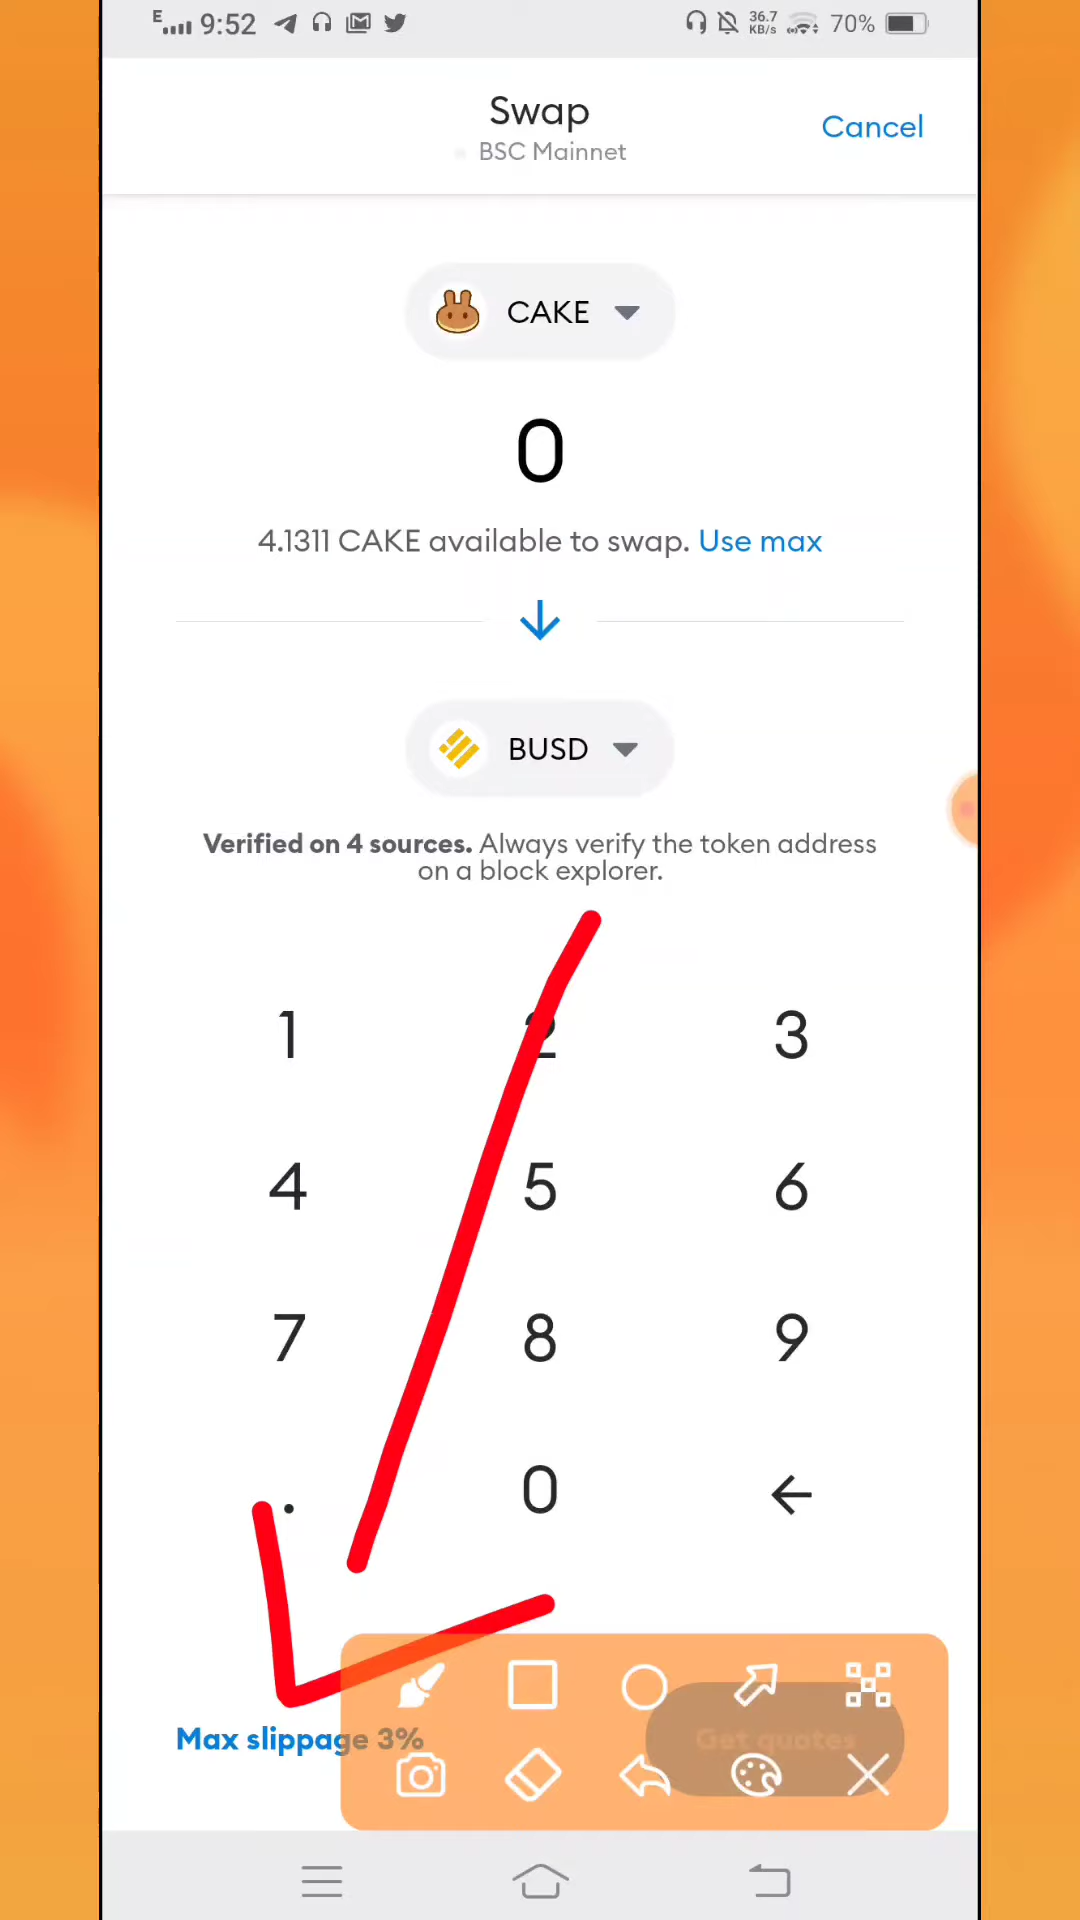 E 9:52 36.7 KB/s 70%
Swap
BSC Mainnet
Cancel
CAKE
0
4.1311 CAKE available to swap. Use max
BUSD
Verified on 4 sources. Always verify the token address
on a block explorer.
1 2 3
4 5 6
7 8 9
. 0
Max slippage 3%
Get quotes